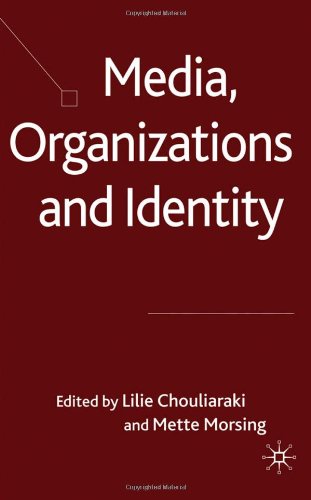 Media,
Organizations
and Identity
Edited by Lilie Chouliaraki
and Mette Morsing